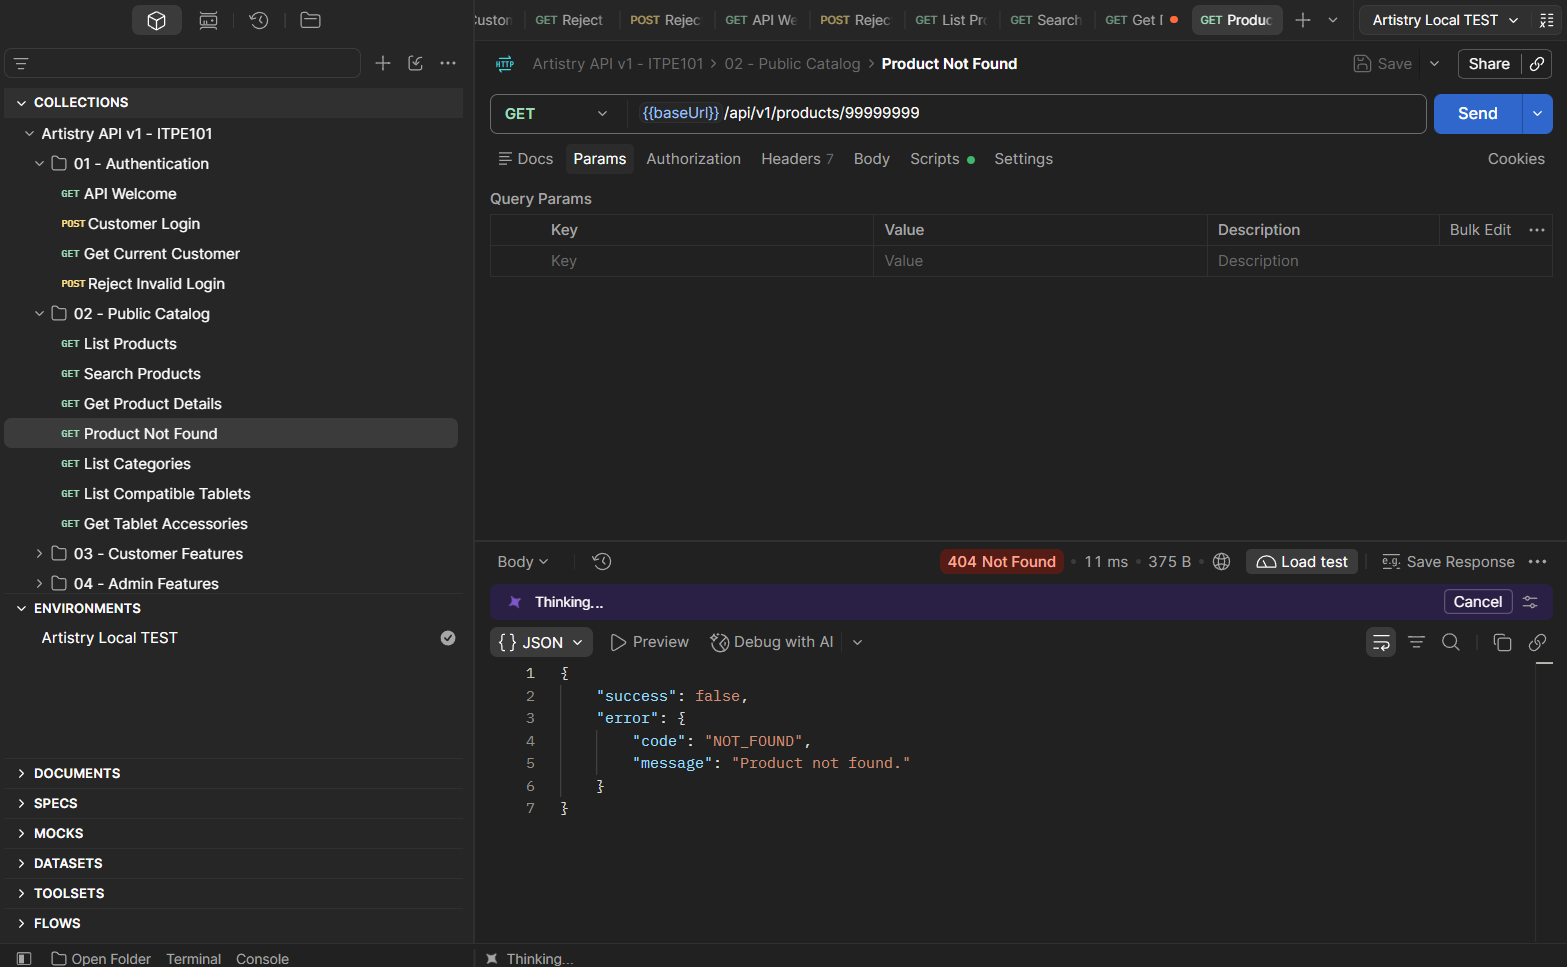 GET Reject
POST Rejec
GET API We
POST Rejec
GET List Pr
GET Search
GET Get
GET Produc
Artistry Local TEST
HTTP Artistry API v1 - ITPE101 > 02 - Public Catalog > Product Not Found
Save
Share
GET
{{baseUrl}} /api/v1/products/99999999
Send
Docs
Params
Authorization
Headers 7
Body
Scripts
Settings
Cookies
Query Params
Key Value Description Bulk Edit
Key Value Description
COLLECTIONS
Artistry API v1 - ITPE101
01 - Authentication
GET API Welcome
POST Customer Login
GET Get Current Customer
POST Reject Invalid Login
02 - Public Catalog
GET List Products
GET Search Products
GET Get Product Details
GET Product Not Found
GET List Categories
GET List Compatible Tablets
GET Get Tablet Accessories
03 - Customer Features
04 - Admin Features
ENVIRONMENTS
Artistry Local TEST
DOCUMENTS
SPECS
MOCKS
DATASETS
TOOLSETS
FLOWS
Body
404 Not Found • 11 ms • 375 B
Load test
e.g. Save Response
Thinking...
Cancel
{ } JSON
Preview
Debug with AI
1 {
2 "success": false,
3 "error": {
4 "code": "NOT_FOUND",
5 "message": "Product not found."
6 }
7 }
Open Folder
Terminal
Console
Thinking...